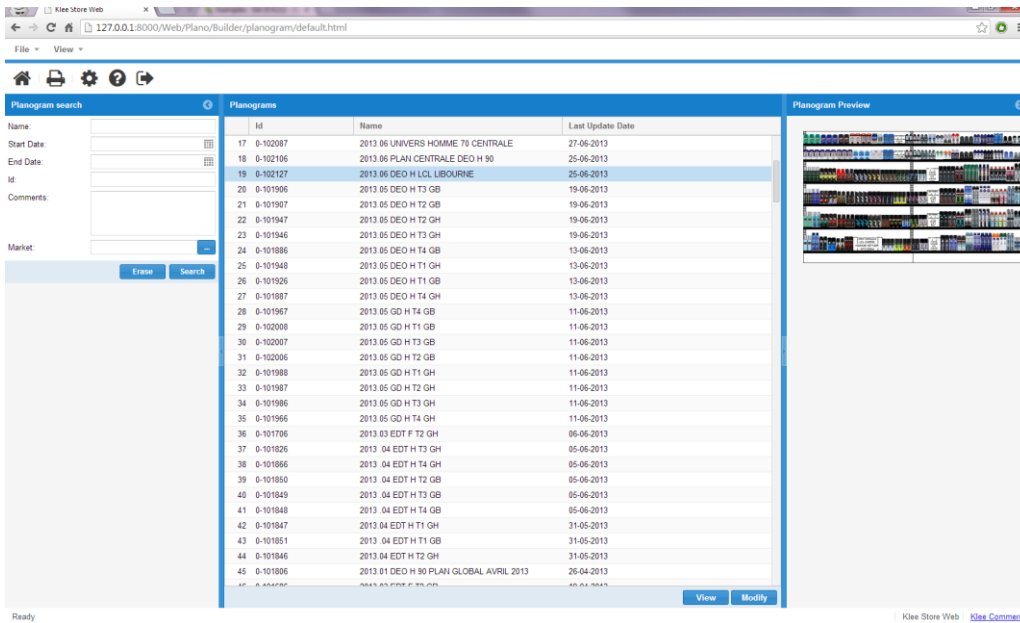 Klee Store Web
127.0.0.1:8000/Web/Plano/Builder/planogram/default.html
File View
Planogram search
Name:
Start Date:
End Date:
Id:
Comments:
Market:
...
Erase Search
Planograms
Id Name Last Update Date
17 0-102087 2013.06 UNIVERS HOMME 70 CENTRALE 27-06-2013
18 0-102106 2013.06 PLAN CENTRALE DEO H 90 25-06-2013
19 0-102127 2013.06 DEO H LCL LIBOURNE 25-06-2013
20 0-101906 2013.05 DEO H T3 GB 19-06-2013
21 0-101907 2013.05 DEO H T2 GB 19-06-2013
22 0-101947 2013.05 DEO H T2 GH 19-06-2013
23 0-101946 2013.05 DEO H T3 GH 19-06-2013
24 0-101886 2013.05 DEO H T4 GB 13-06-2013
25 0-101948 2013.05 DEO H T1 GH 13-06-2013
26 0-101926 2013.05 DEO H T1 GB 13-06-2013
27 0-101887 2013.05 DEO H T4 GH 13-06-2013
28 0-101967 2013.05 GD H T4 GB 11-06-2013
29 0-102008 2013.05 GD H T1 GB 11-06-2013
30 0-102007 2013.05 GD H T3 GB 11-06-2013
31 0-102006 2013.05 GD H T2 GB 11-06-2013
32 0-101988 2013.05 GD H T1 GH 11-06-2013
33 0-101987 2013.05 GD H T2 GH 11-06-2013
34 0-101986 2013.05 GD H T3 GH 11-06-2013
35 0-101966 2013.05 GD H T4 GH 11-06-2013
36 0-101706 2013.03 EDT F T2 GH 06-06-2013
37 0-101826 2013 .04 EDT H T3 GH 05-06-2013
38 0-101866 2013 .04 EDT H T4 GH 05-06-2013
39 0-101850 2013 .04 EDT H T2 GB 05-06-2013
40 0-101849 2013 .04 EDT H T3 GB 05-06-2013
41 0-101848 2013 .04 EDT H T4 GB 05-06-2013
42 0-101847 2013.04 EDT H T1 GH 31-05-2013
43 0-101851 2013 .04 EDT H T1 GB 31-05-2013
44 0-101846 2013.04 EDT H T2 GH 31-05-2013
45 0-101806 2013.01 DEO H 90 PLAN GLOBAL AVRIL 2013 26-04-2013
View Modify
Planogram Preview
Ready
Klee Store Web Klee Commer